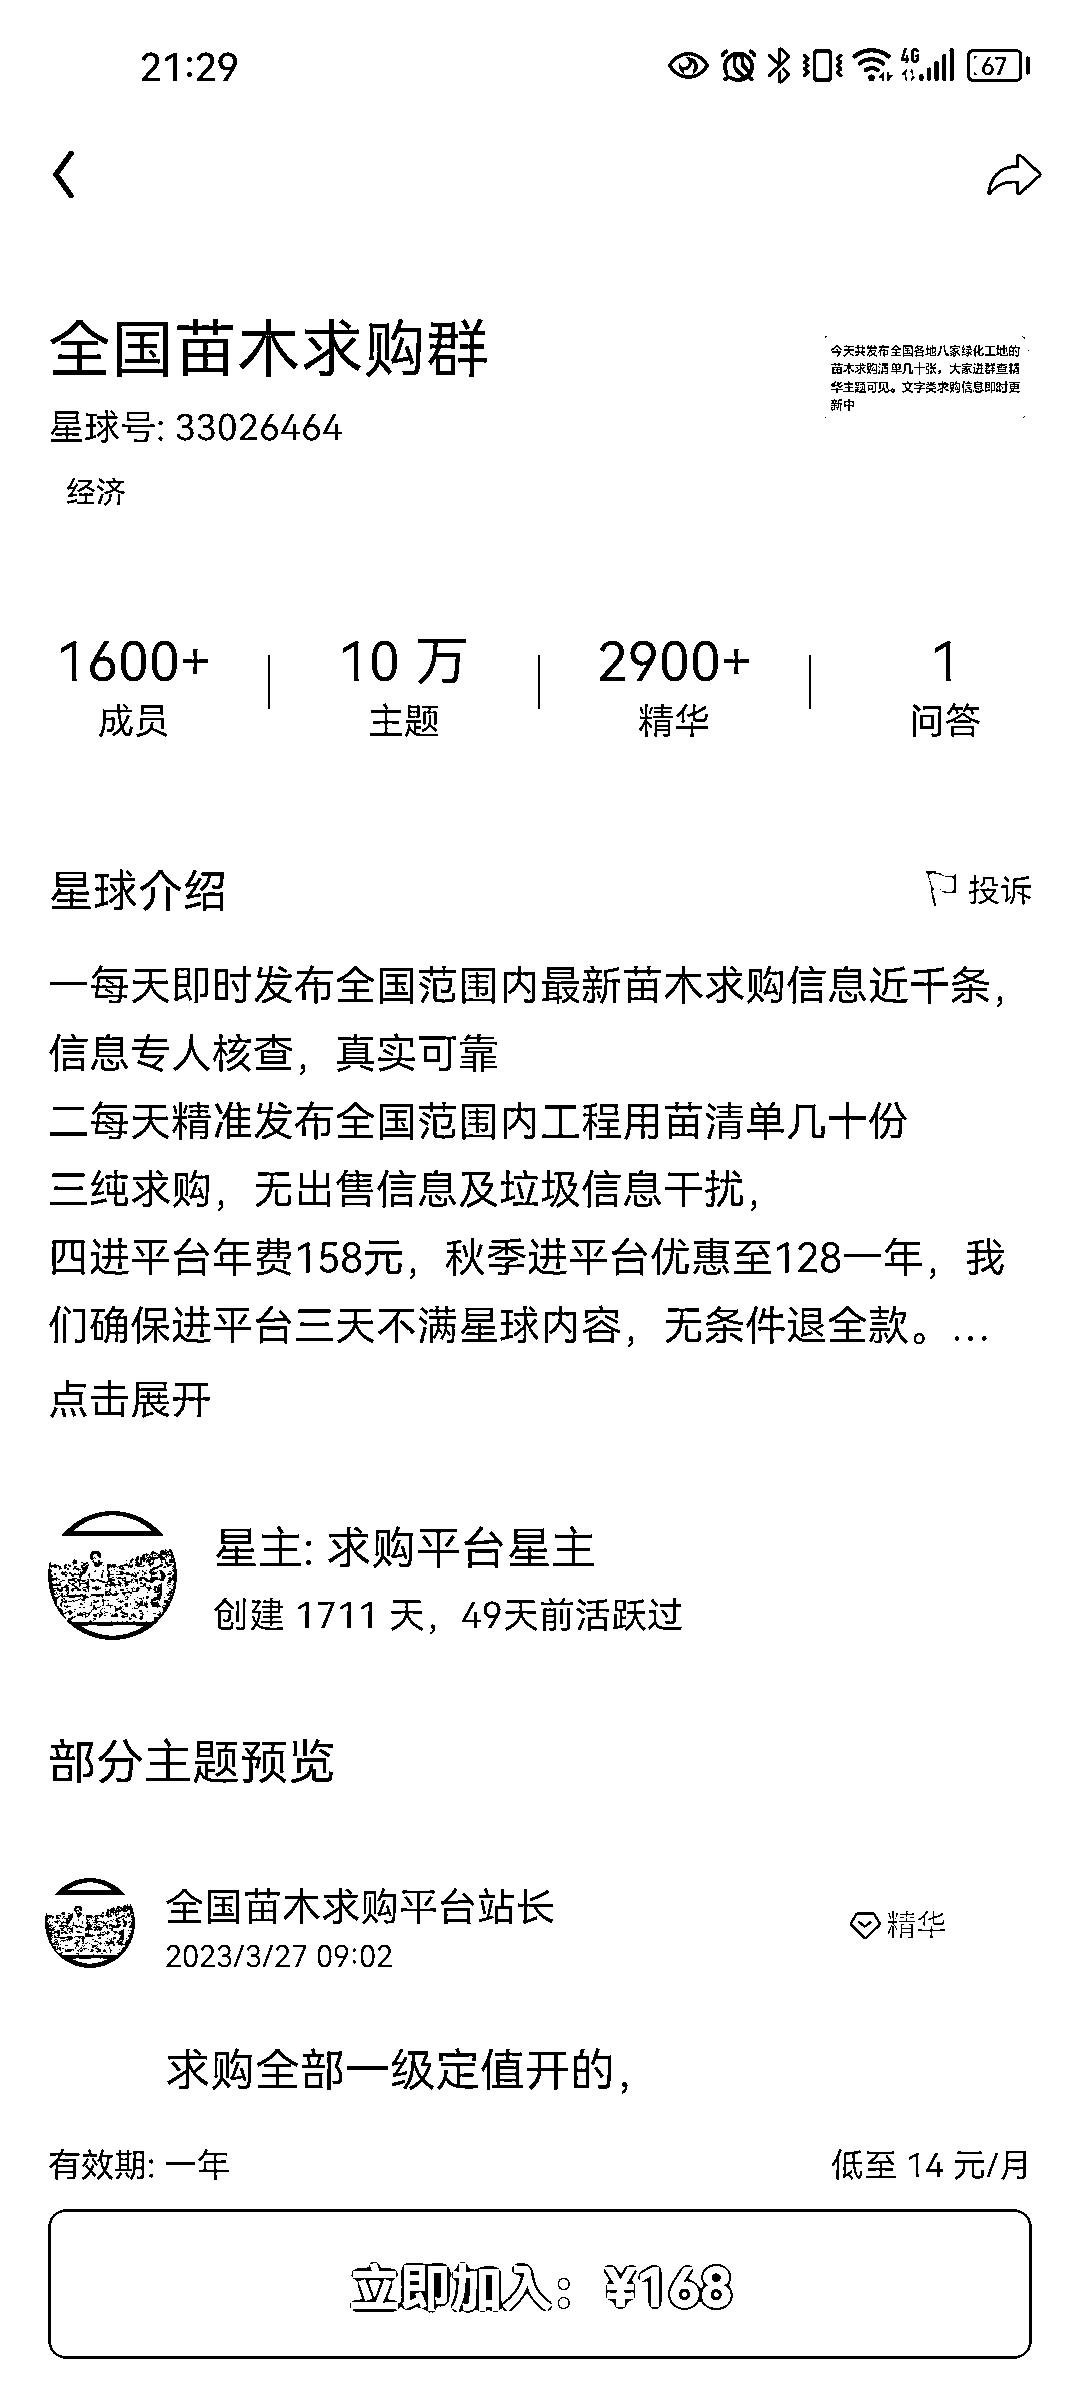 21:29
4G
67
全国苗木求购群
今天共发布全国各地八家绿化工地的
苗木求购清单几十张，大家进群查精
华主题可见。文字类求购信息即时更
新中
星球号: 33026464
经济
1600+
10 万
2900+
1
成员
主题
精华
问答
星球介绍
投诉
一每天即时发布全国范围内最新苗木求购信息近千条，
信息专人核查，真实可靠
二每天精准发布全国范围内工程用苗清单几十份
三纯求购，无出售信息及垃圾信息干扰，
四进平台年费158元，秋季进平台优惠至128一年，我
们确保进平台三天不满星球内容，无条件退全款。...
点击展开
星主: 求购平台星主
创建 1711 天，49天前活跃过
部分主题预览
全国苗木求购平台站长
精华
2023/3/27 09:02
求购全部一级定值开的，
有效期: 一年
低至 14 元/月
立即加入：¥168